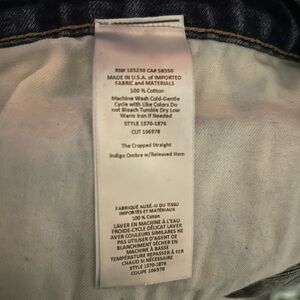 RN# 105230 CA# 58350
MADE IN U.S.A. of IMPORTED
FABRIC and MATERIALS
100 % Cotton
Machine Wash Cold-Gentle
Cycle with Like Colors Do
not Bleach Tumble Dry Low
Warm Iron if Needed
STYLE 1570-1876
CUT 106978
The Cropped Straight
Indigo Ombre w/Released Hem
FABRIQUÉ AUX É.-U DU TISSU
IMPORTÉS ET MATÉRIAUX
100 % Coton
LAVER EN MACHINE À L'EAU
FROIDE-CYCLE DÉLICAT LAVER
AVER COULEURS SIMILAIRES NE
PAS UTILISER D'AGENT DE
BLANCHIMENT SÉCHER EN
MACHINE À BASSE
TEMPÉRATURE REPASSER À FER
CHAUD SI NÉCESSAIRE
STYLE 1570-1876
COUPE 106978